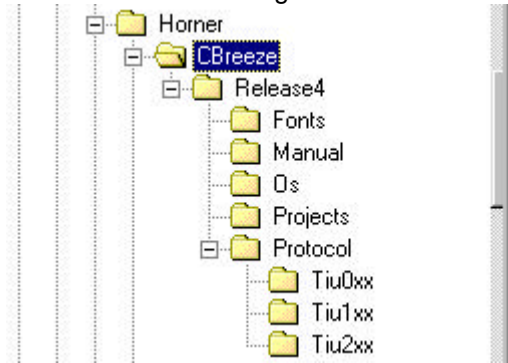 Horner
CBreeze
Release4
Fonts
Manual
Os
Projects
Protocol
Tiu0xx
Tiu1xx
Tiu2xx